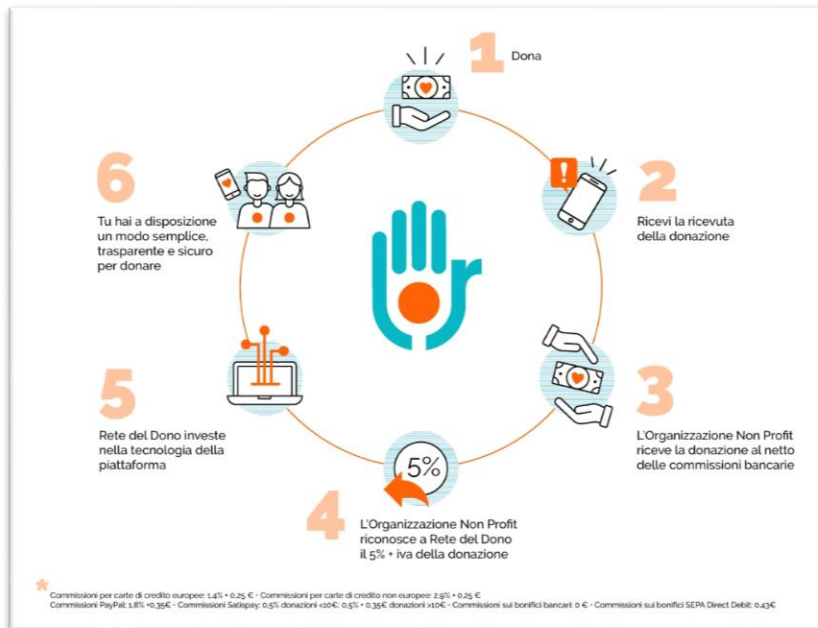 1 Dona
2
Ricevi la ricevuta
della donazione
3
L'Organizzazione Non Profit
riceve la donazione al netto
delle commissioni bancarie
5%
4
L'Organizzazione Non Profit
riconosce a Rete del Dono
il 5% + iva della donazione
5
Rete del Dono investe
nella tecnologia della
piattaforma
6
Tu hai a disposizione
un modo semplice,
trasparente e sicuro
per donare
*
Commissioni per carte di credito europee: 1,4% + 0,25 € • Commissioni per carte di credito non europee: 2,9% + 0,25 €
Commissioni PayPal: 1,8% +0,35€ • Commissioni Satispay: 0,5% donazioni <10€; 0,5% + 0,35€ donazioni >10€ • Commissioni sui bonifici bancari: 0 € • Commissioni sui bonifici SEPA Direct Debit: 0,43€